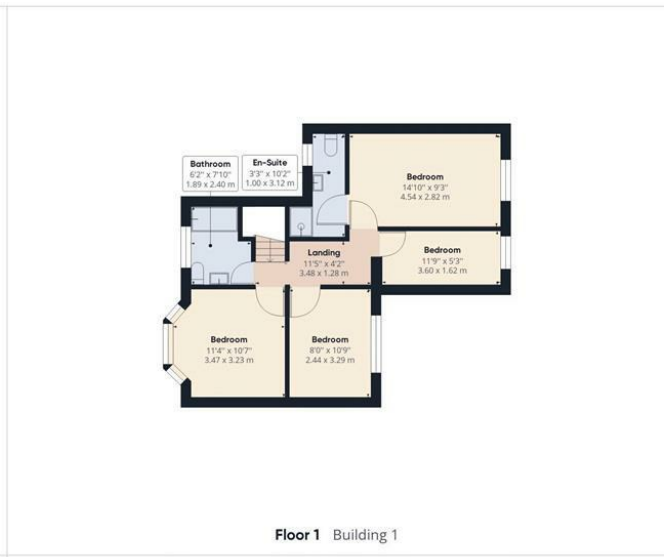 Bathroom
6'2" x 7'10"
1.89 x 2.40 m
En-Suite
3'3" x 10'2"
1.00 x 3.12 m
Bedroom
14'10" x 9'3"
4.54 x 2.82 m
Landing
11'5" x 4'2"
3.48 x 1.28 m
Bedroom
11'9" x 5'3"
3.60 x 1.62 m
Bedroom
11'4" x 10'7"
3.47 x 3.23 m
Bedroom
8'0" x 10'9"
2.44 x 3.29 m
Floor 1 Building 1